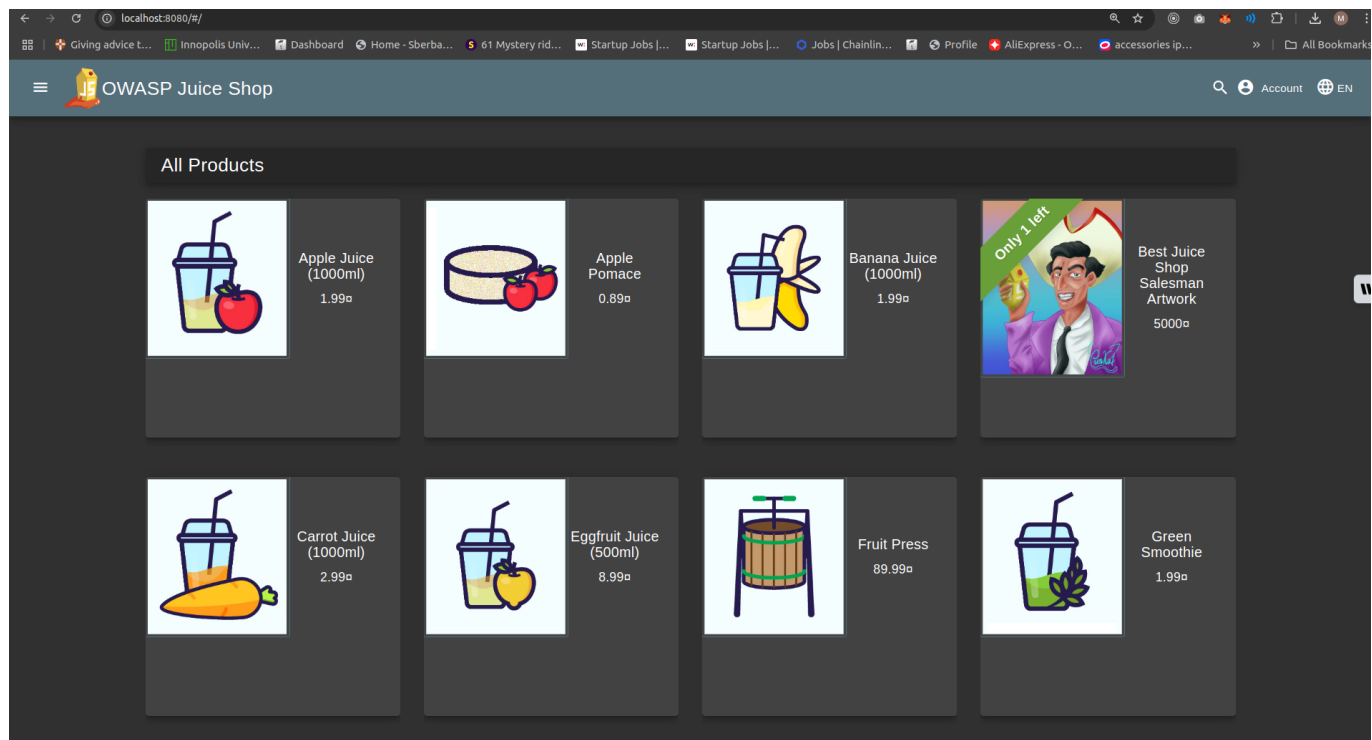 localhost:8080/#/
Giving advice t... Innopolis Univ... Dashboard Home - Sberba... 61 Mystery rid... Startup Jobs |... Startup Jobs |... Jobs | Chainlin... Profile AliExpress - O... accessories ip... » All Bookmarks
OWASP Juice Shop Account EN
All Products
Apple Juice
(1000ml)
1.99¤
Apple
Pomace
0.89¤
Banana Juice
(1000ml)
1.99¤
Only 1 left
Best Juice
Shop
Salesman
Artwork
5000¤
Carrot Juice
(1000ml)
2.99¤
Eggfruit Juice
(500ml)
8.99¤
Fruit Press
89.99¤
Green
Smoothie
1.99¤